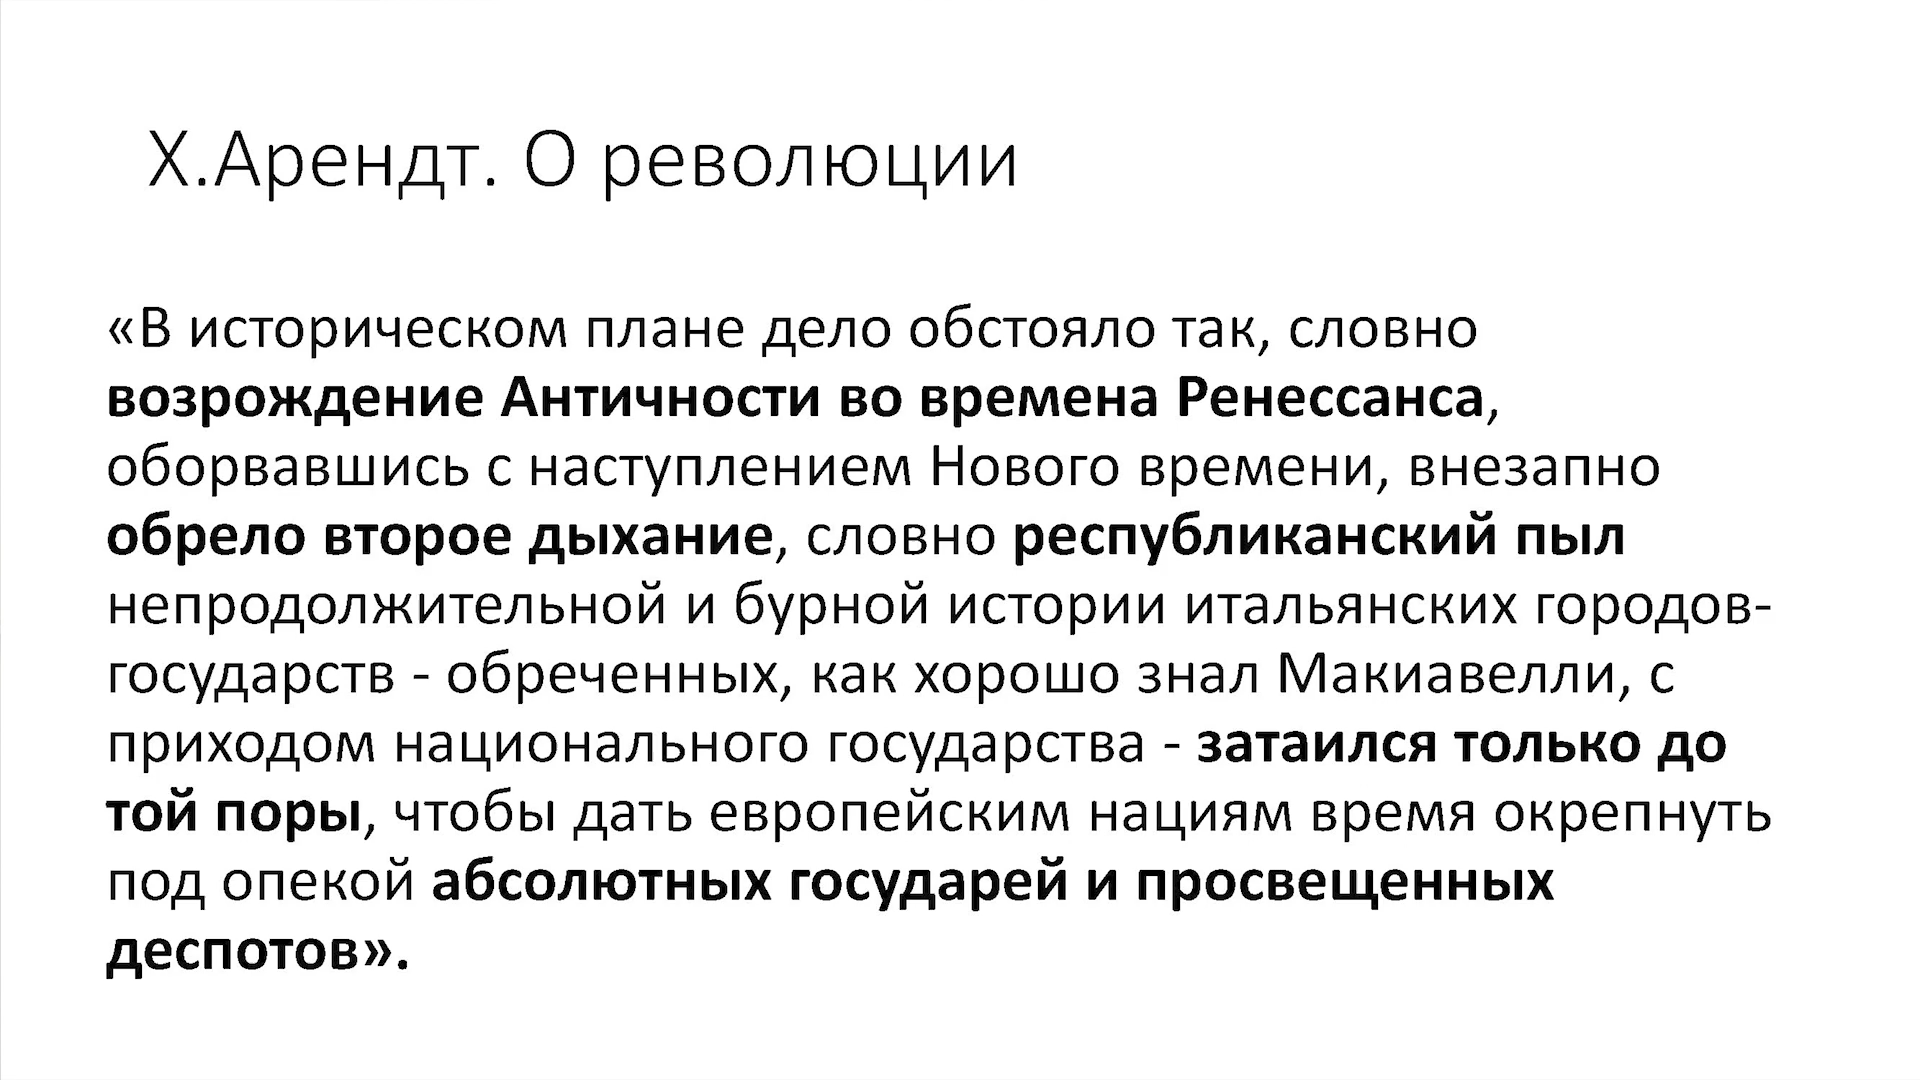 Х.Арендт. О революции
«В историческом плане дело обстояло так, словно
возрождение Античности во времена Ренессанса,
оборвавшись с наступлением Нового времени, внезапно
обрело второе дыхание, словно республиканский пыл
непродолжительной и бурной истории итальянских городов-
государств - обреченных, как хорошо знал Макиавелли, с
приходом национального государства - затаился только до
той поры, чтобы дать европейским нациям время окрепнуть
под опекой абсолютных государей и просвещенных
деспотов».